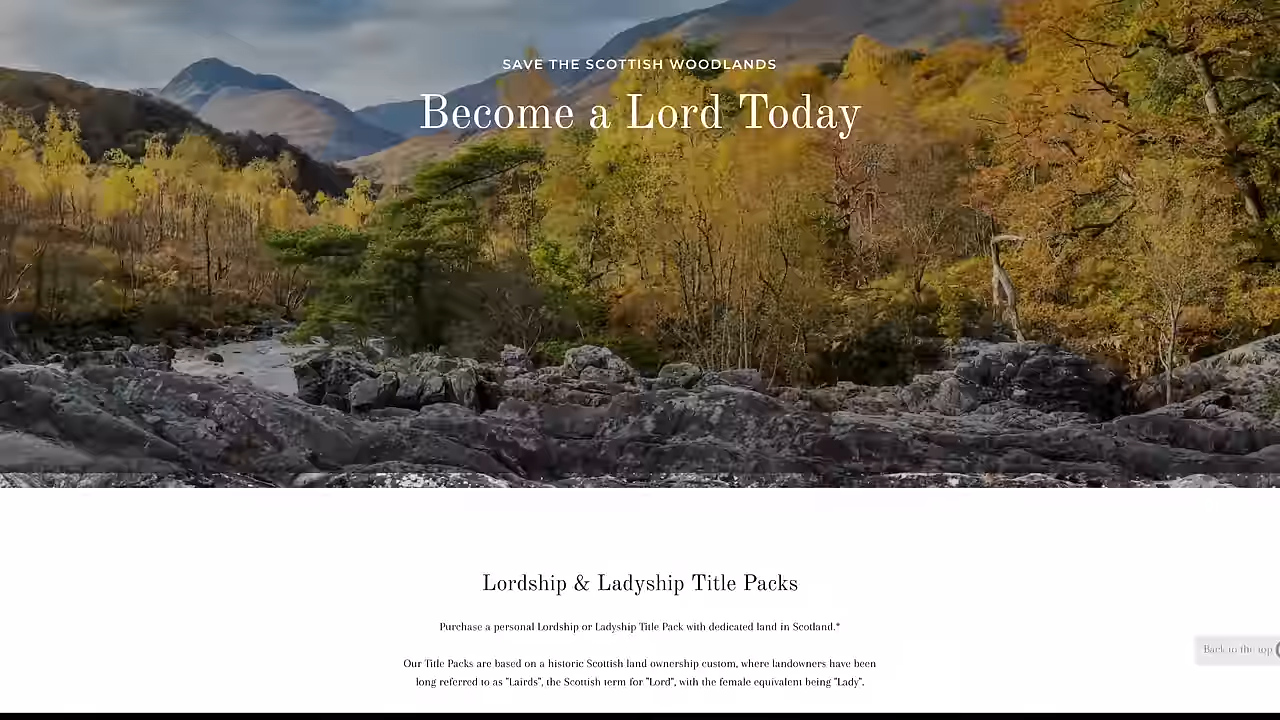 SAVE THE SCOTTISH WOODLANDS
Become a Lord Today
Lordship & Ladyship Title Packs
Purchase a personal Lordship or Ladyship Title Pack with dedicated land in Scotland.*
Back to the top
Our Title Packs are based on a historic Scottish land ownership custom, where landowners have been
long referred to as "Lairds", the Scottish term for "Lord", with the female equivalent being "Lady".